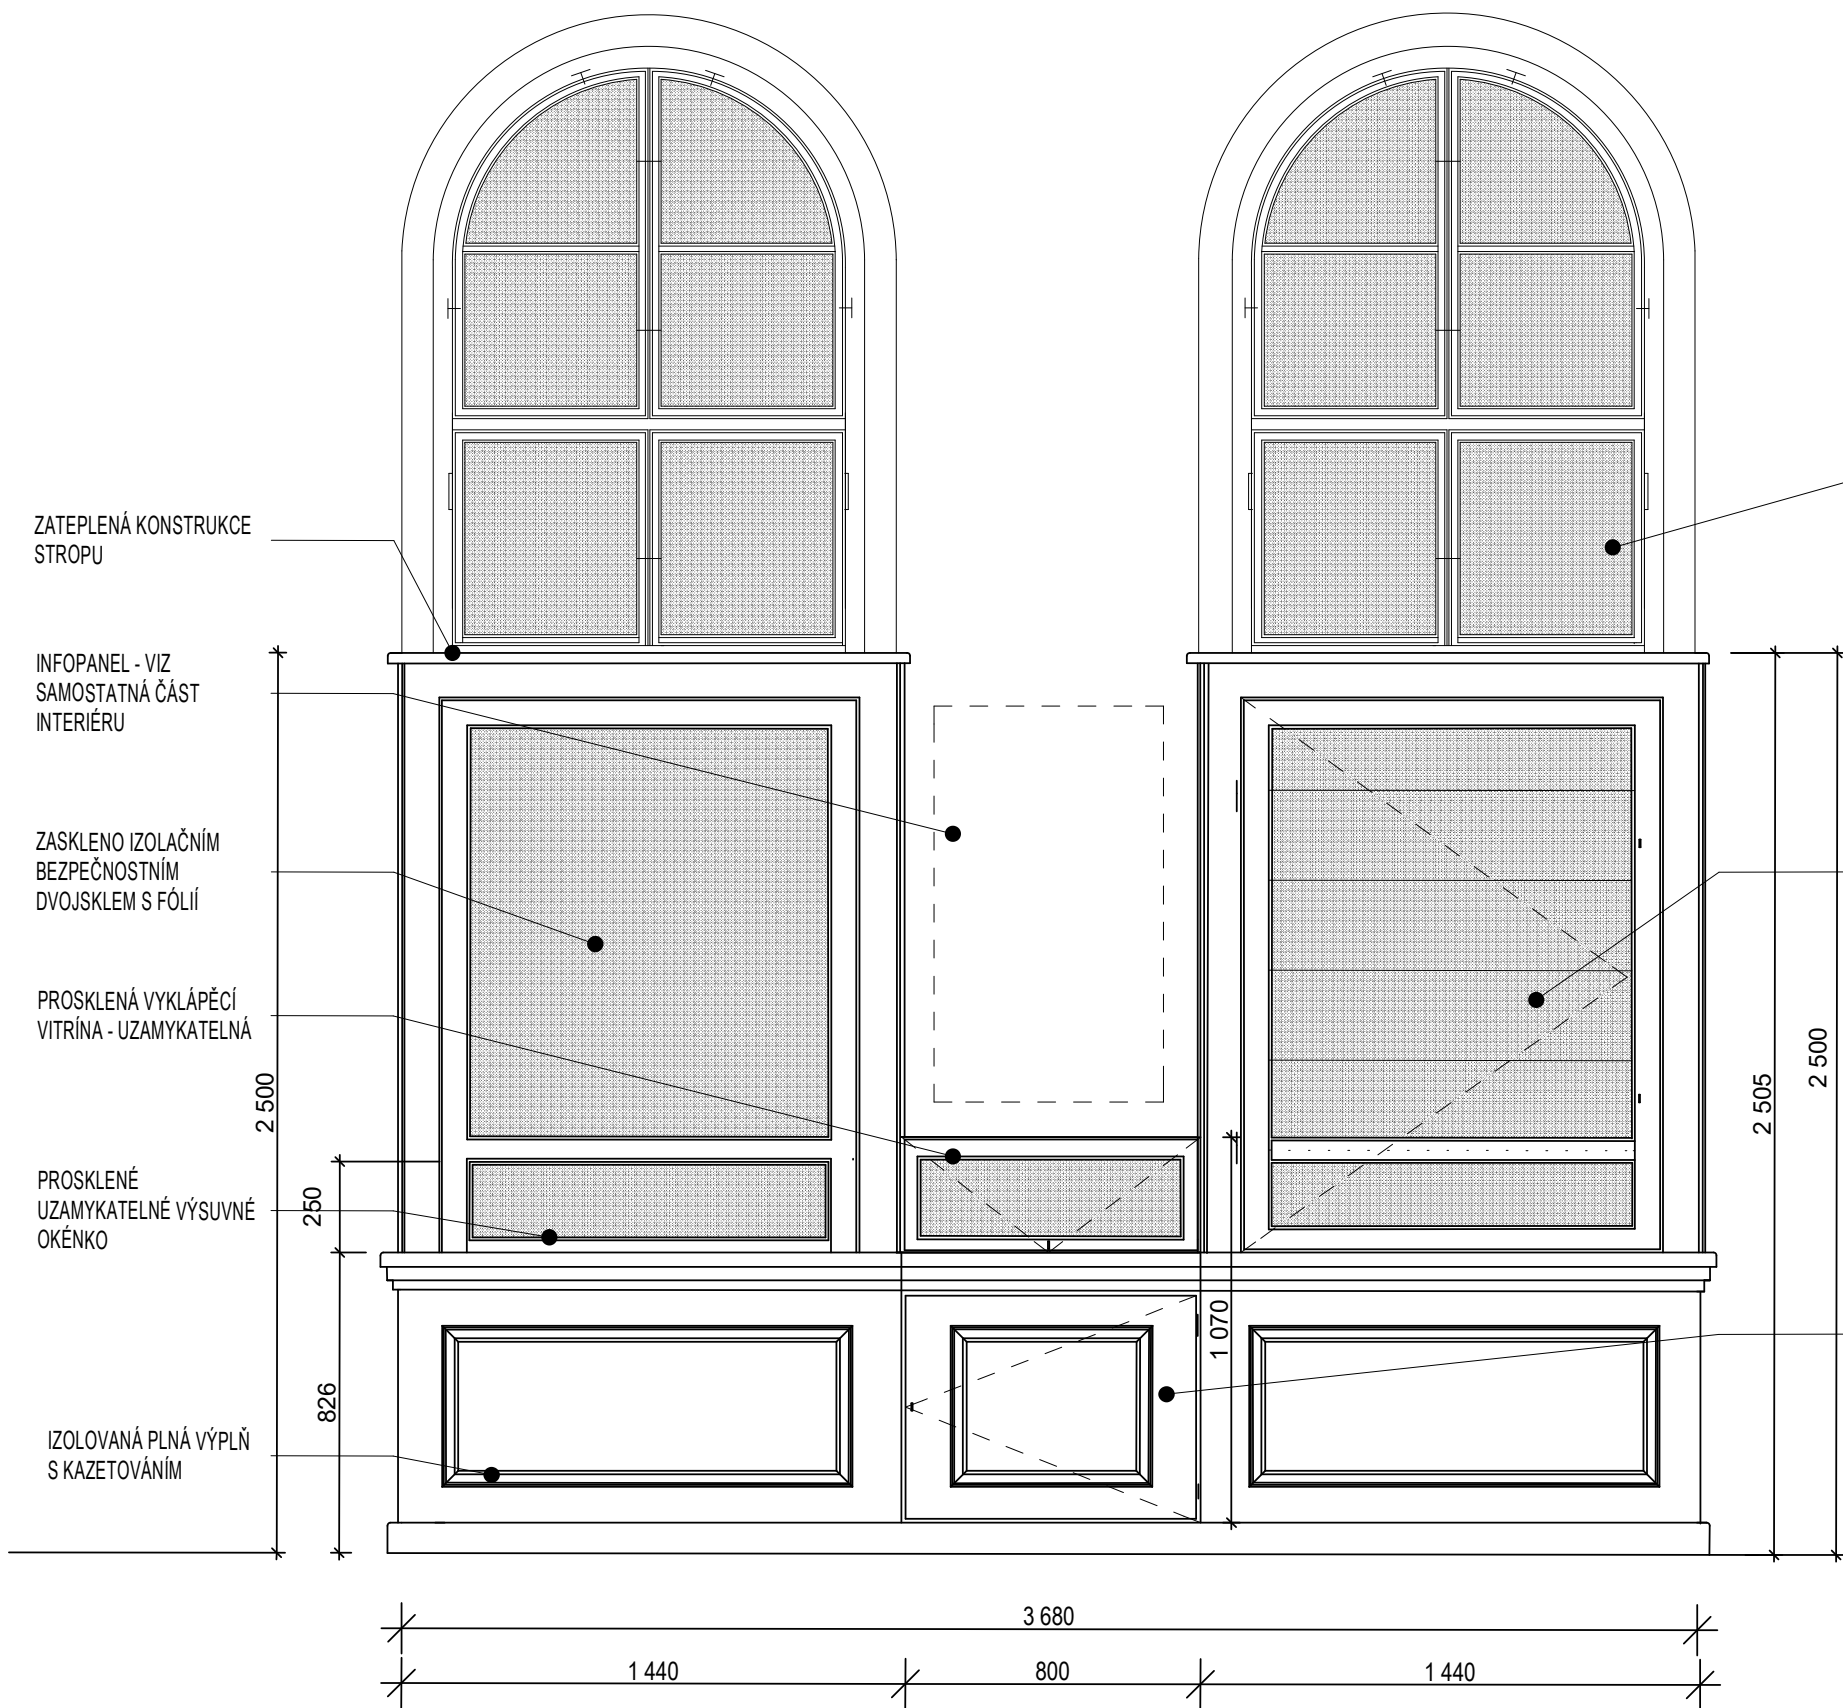 ZATEPLENÁ KONSTRUKCE
STROPU
INFOPANEL - VIZ
SAMOSTATNÁ ČÁST
INTERIÉRU
ZASKLENO IZOLAČNÍM
BEZPEČNOSTNÍM
DVOJSKLEM S FÓLIÍ
PROSKLENÁ VYKLÁPĚCÍ
VITRÍNA - UZAMYKATELNÁ
PROSKLENÉ
UZAMYKATELNÉ VÝSUVNÉ
OKÉNKO
IZOLOVANÁ PLNÁ VÝPLŇ
S KAZETOVÁNÍM
2 500
250
826
1 070
2 505
2 500
3 680
1 440
800
1 440